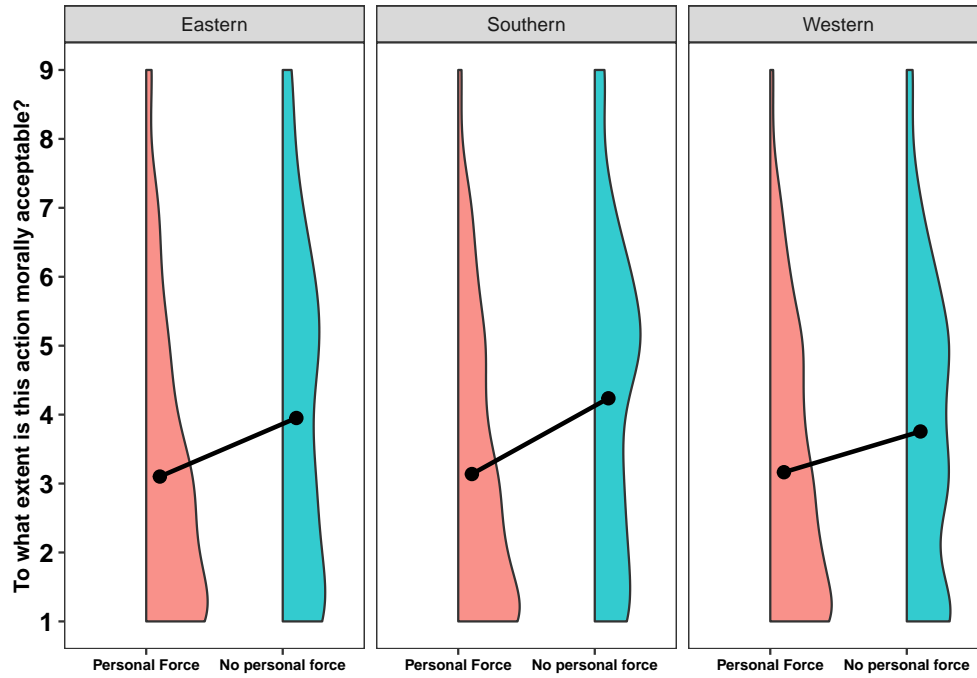 Eastern
Southern
Western
To what extent is this action morally acceptable?
9
8
7
6
5
4
3
2
1
Personal Force
No personal force
Personal Force
No personal force
Personal Force
No personal force